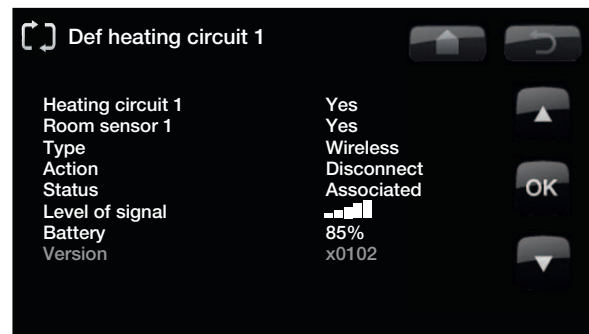 Def heating circuit 1
Heating circuit 1 Yes
Room sensor 1 Yes
Type Wireless
Action Disconnect
Status Associated
OK
Level of signal
Battery 85%
Version x0102